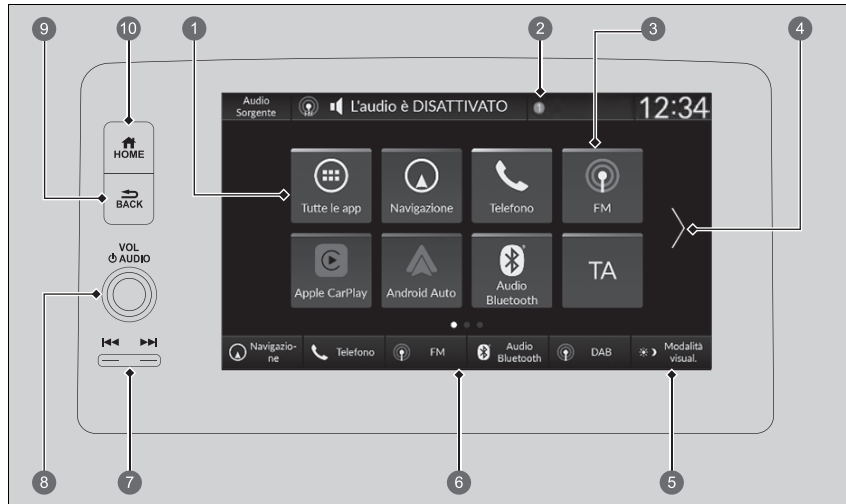 9
10
1
2
3
4
Audio
Sorgente
FM
L'audio è DISATTIVATO
1
12:34
HOME
BACK
Tutte le app
Navigazione
Telefono
FM
VOL
AUDIO
Apple CarPlay
Android Auto
Audio
Bluetooth
TA
Navigazio-
ne
Telefono
FM
Audio
Bluetooth
DAB
Modalità
visual.
8
7
6
5